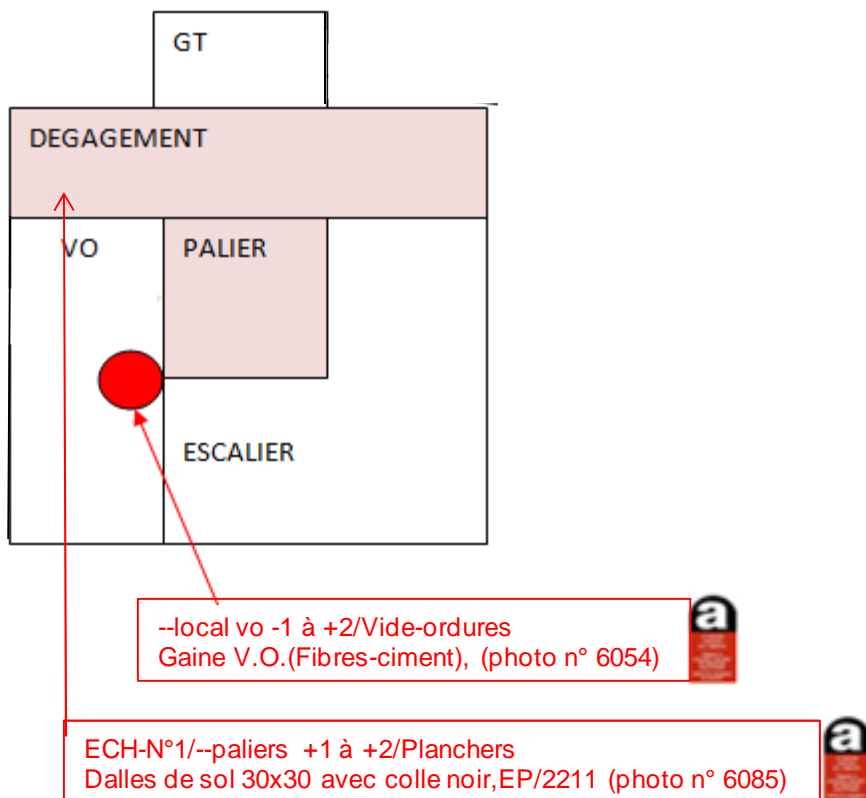 GT
DEGAGEMENT
VO
PALIER
ESCALIER
--local vo -1 à +2/Vide-ordures
Gaine V.O.(Fibres-ciment), (photo n° 6054)
a
ECH-N°1/--paliers +1 à +2/Planchers
Dalles de sol 30x30 avec colle noir,EP/2211 (photo n° 6085)
a